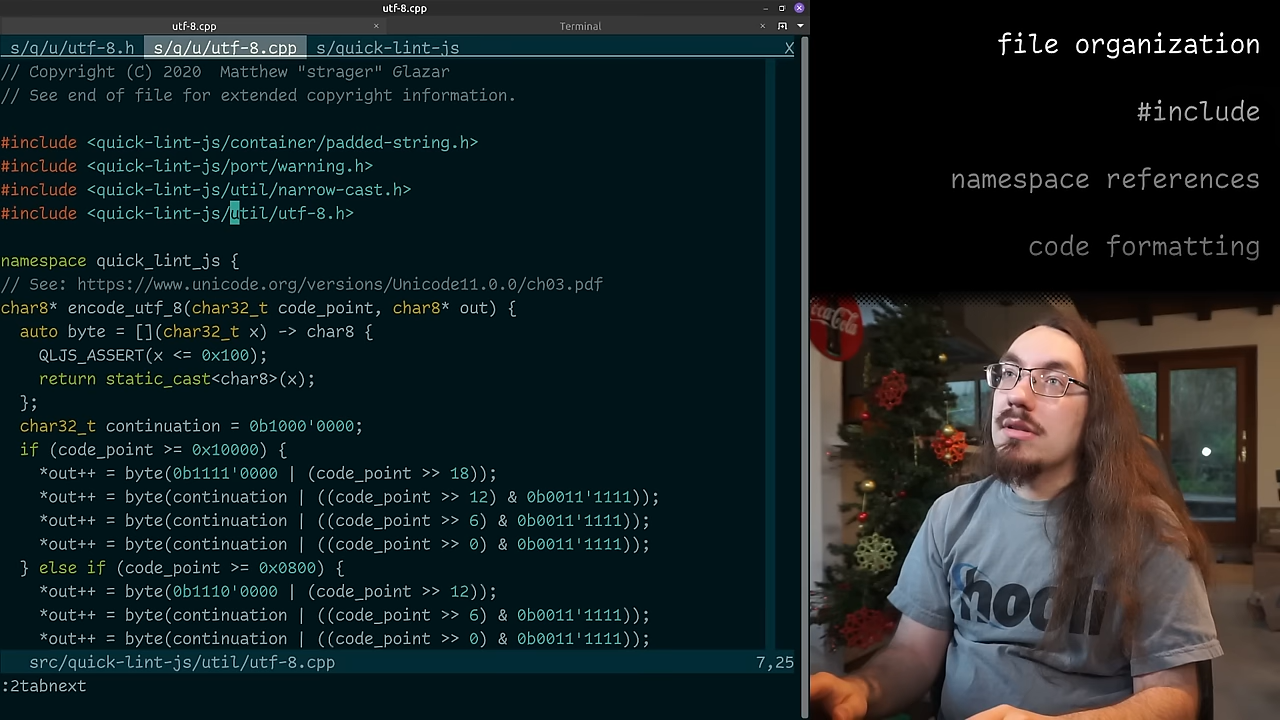 utf-8.cpp
utf-8.cpp × Terminal ×
s/q/u/utf-8.h s/q/u/utf-8.cpp s/quick-lint-js X
// Copyright (C) 2020  Matthew "strager" Glazar
// See end of file for extended copyright information.
#include <quick-lint-js/container/padded-string.h>
#include <quick-lint-js/port/warning.h>
#include <quick-lint-js/util/narrow-cast.h>
#include <quick-lint-js/util/utf-8.h>
namespace quick_lint_js {
// See: https://www.unicode.org/versions/Unicode11.0.0/ch03.pdf
char8* encode_utf_8(char32_t code_point, char8* out) {
  auto byte = [](char32_t x) -> char8 {
    QLJS_ASSERT(x <= 0x100);
    return static_cast<char8>(x);
  };
  char32_t continuation = 0b1000'0000;
  if (code_point >= 0x10000) {
    *out++ = byte(0b1111'0000 | (code_point >> 18));
    *out++ = byte(continuation | ((code_point >> 12) & 0b0011'1111));
    *out++ = byte(continuation | ((code_point >> 6) & 0b0011'1111));
    *out++ = byte(continuation | ((code_point >> 0) & 0b0011'1111));
  } else if (code_point >= 0x0800) {
    *out++ = byte(0b1110'0000 | (code_point >> 12));
    *out++ = byte(continuation | ((code_point >> 6) & 0b0011'1111));
    *out++ = byte(continuation | ((code_point >> 0) & 0b0011'1111));
src/quick-lint-js/util/utf-8.cpp 7,25
:2tabnext
file organization
#include
namespace references
code formatting
Coca-Cola
hooli